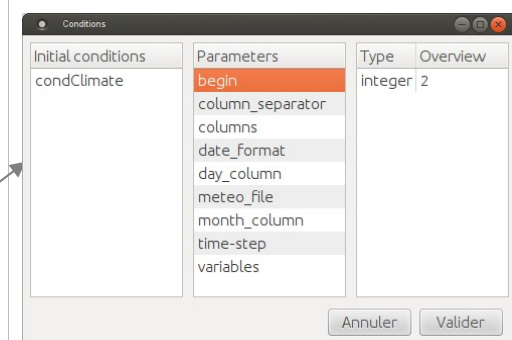 Conditions
Initial conditions Parameters Type Overview
condClimate begin integer 2
column_separator
columns
date_format
day_column
meteo_file
month_column
time-step
variables
Annuler Valider